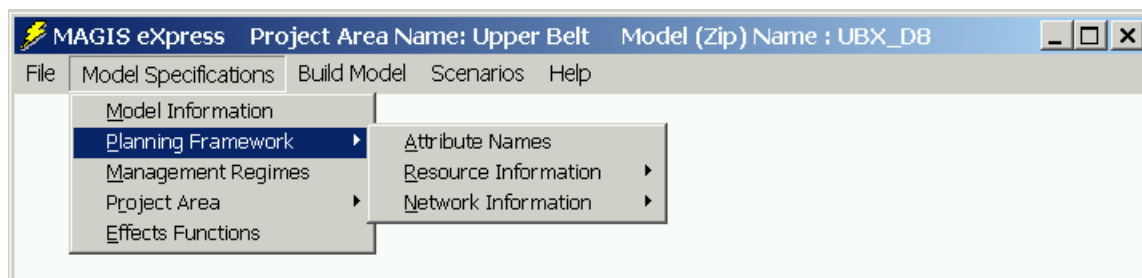 MAGIS eXpress Project Area Name: Upper Belt Model (Zip) Name : UBX_D8
File Model Specifications Build Model Scenarios Help
Model Information
Planning Framework
Management Regimes
Project Area
Effects Functions
Attribute Names
Resource Information
Network Information